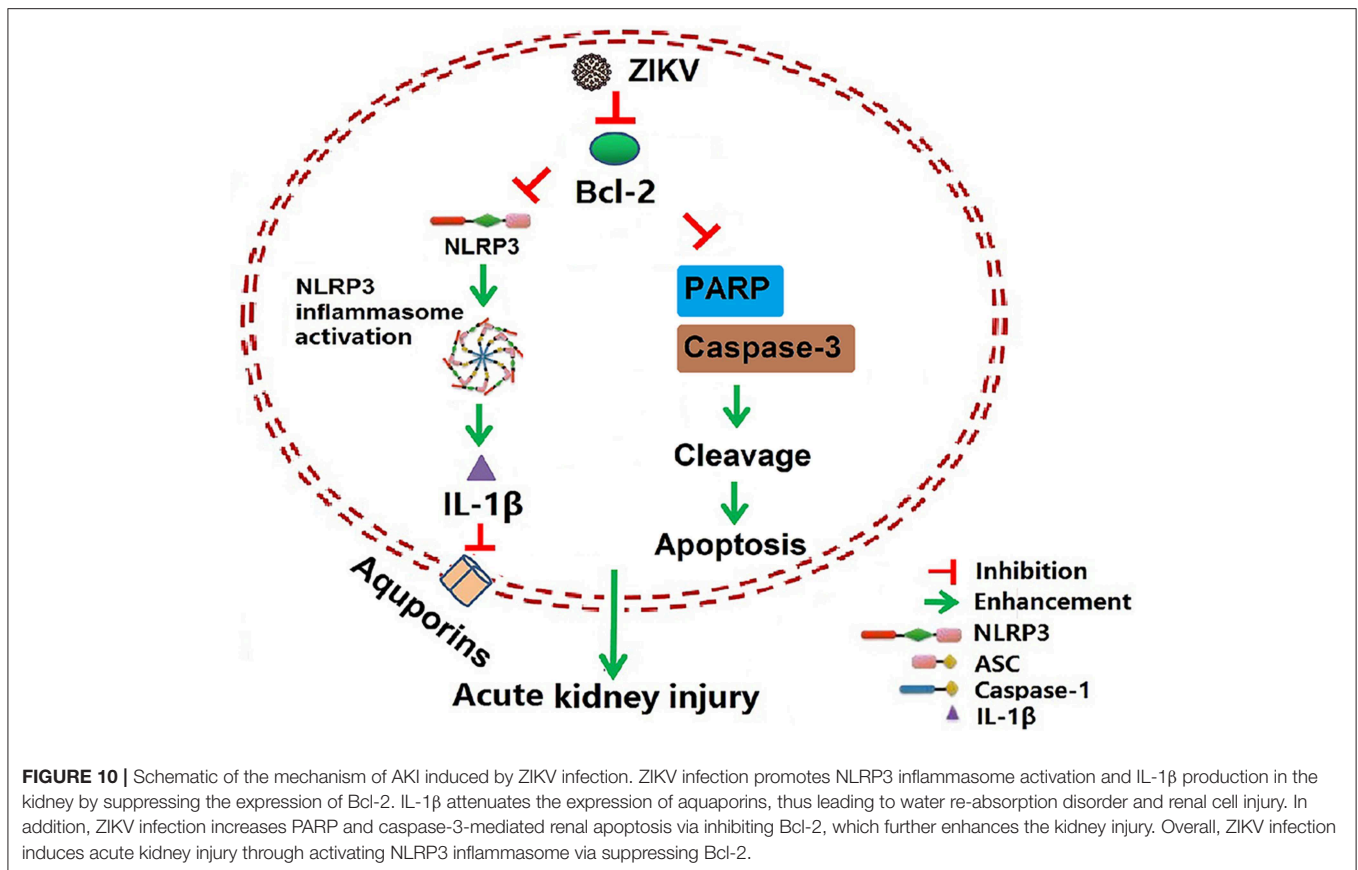 ZIKV
Bcl-2
NLRP3
NLRP3
inflammasome
activation
IL-1β
Aquporins
PARP
Caspase-3
Cleavage
Apoptosis
Acute kidney injury
Inhibition
Enhancement
NLRP3
ASC
Caspase-1
IL-1β
FIGURE 10 | Schematic of the mechanism of AKI induced by ZIKV infection. ZIKV infection promotes NLRP3 inflammasome activation and IL-1β production in the
kidney by suppressing the expression of Bcl-2. IL-1β attenuates the expression of aquaporins, thus leading to water re-absorption disorder and renal cell injury. In
addition, ZIKV infection increases PARP and caspase-3-mediated renal apoptosis via inhibiting Bcl-2, which further enhances the kidney injury. Overall, ZIKV infection
induces acute kidney injury through activating NLRP3 inflammasome via suppressing Bcl-2.